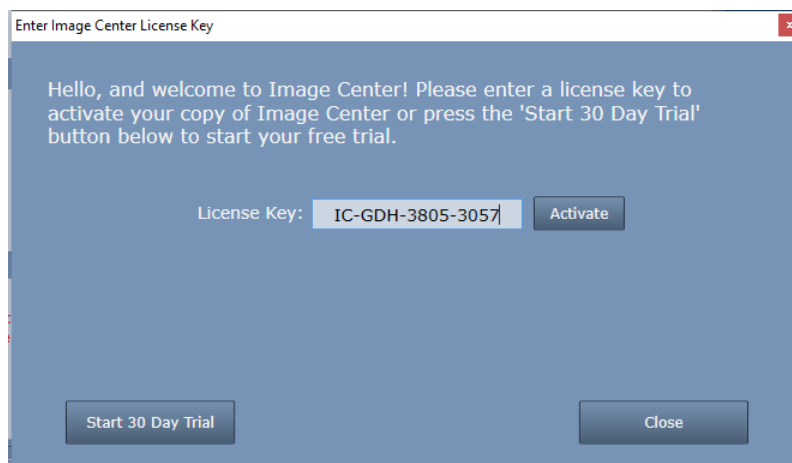 Enter Image Center License Key
x
Hello, and welcome to Image Center! Please enter a license key to
activate your copy of Image Center or press the 'Start 30 Day Trial'
button below to start your free trial.
License Key: IC-GDH-3805-3057 Activate
Start 30 Day Trial Close